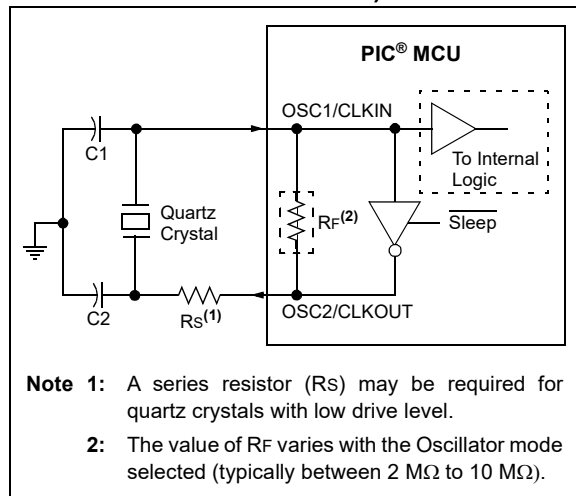 PIC® MCU
OSC1/CLKIN
C1
To Internal
Logic
Quartz
Crystal
RF(2)
Sleep
C2
RS(1)
OSC2/CLKOUT
Note 1: A series resistor (RS) may be required for
quartz crystals with low drive level.
2: The value of RF varies with the Oscillator mode
selected (typically between 2 MΩ to 10 MΩ).